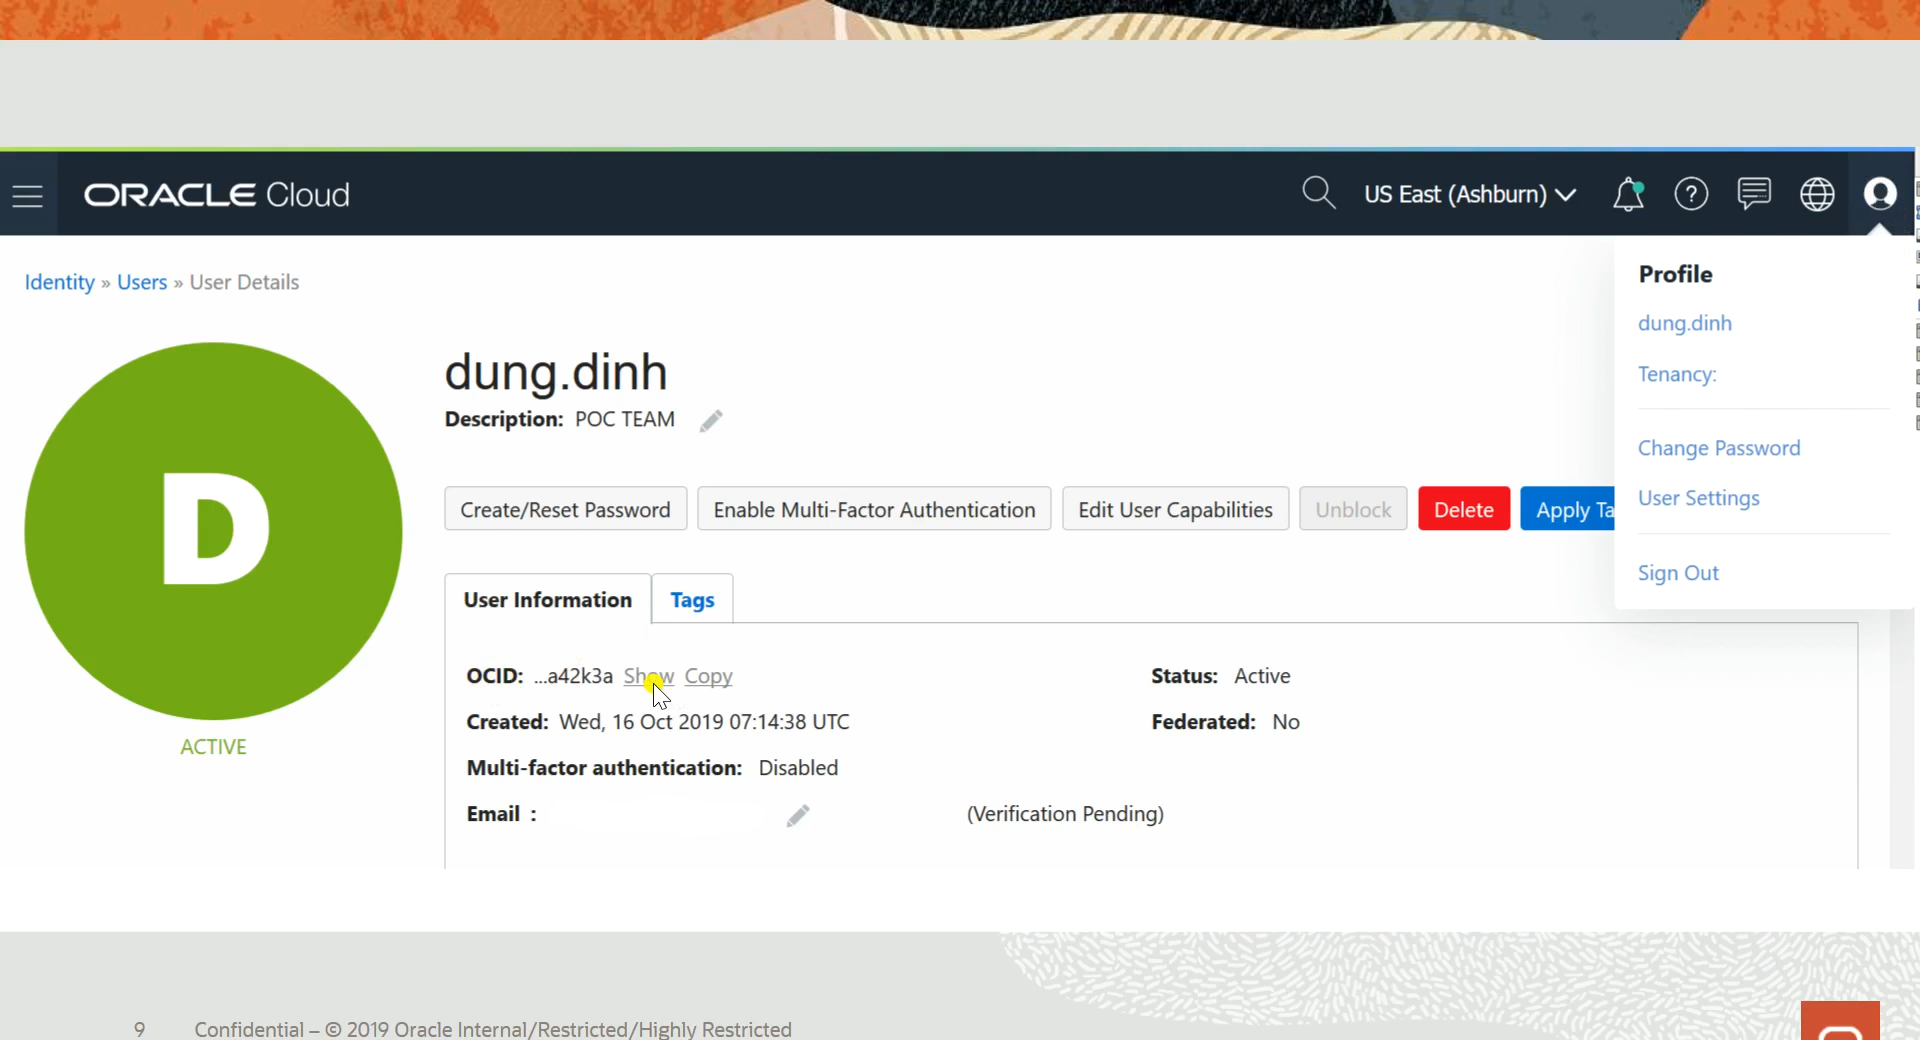 ORACLE Cloud
US East (Ashburn)
Identity » Users » User Details
Profile
dung.dinh
Tenancy:
Change Password
User Settings
Sign Out
D
ACTIVE
dung.dinh
Description: POC TEAM
Create/Reset Password Enable Multi-Factor Authentication Edit User Capabilities Unblock Delete Apply Ta
User Information Tags
OCID: ...a42k3a Show Copy
Status: Active
Created: Wed, 16 Oct 2019 07:14:38 UTC
Federated: No
Multi-factor authentication: Disabled
Email : (Verification Pending)
9 Confidential – © 2019 Oracle Internal/Restricted/Highly Restricted